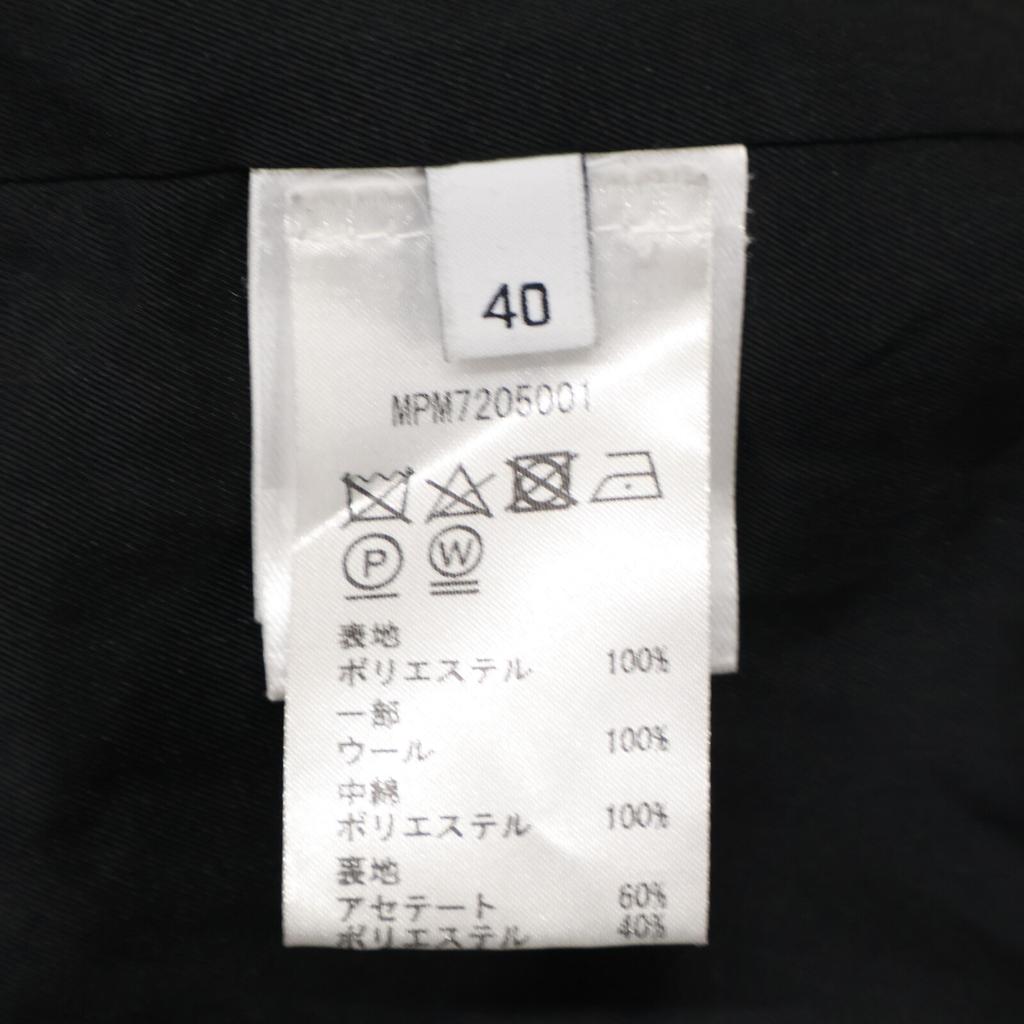 40
MPM7205001
P W
表地
ポリエステル 100%
一部
ウール 100%
中綿
ポリエステル 100%
裏地
アセテート 60%
ポリエステル 40%